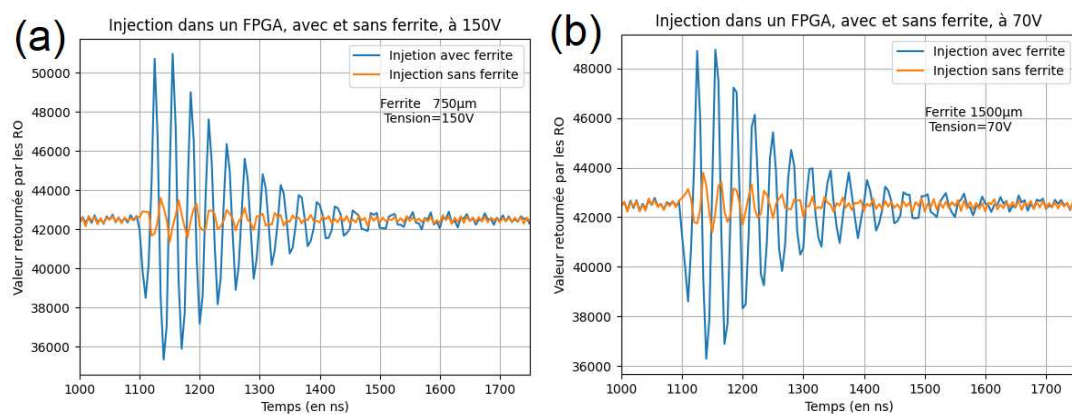 (a)
Injection dans un FPGA, avec et sans ferrite, à 150V
Valeur retournée par les RO
50000
48000
46000
44000
42000
40000
38000
36000
Injetion avec ferrite
Injection sans ferrite
Ferrite 750µm
Tension=150V
1000 1100 1200 1300 1400 1500 1600 1700
Temps (en ns)
(b)
Injection dans un FPGA, avec et sans ferrite, à 70V
Valeur retournée par les RO
48000
46000
44000
42000
40000
38000
36000
Injection avec ferrite
Injection sans ferrite
Ferrite 1500µm
Tension=70V
1000 1100 1200 1300 1400 1500 1600 1700
Temps (en ns)